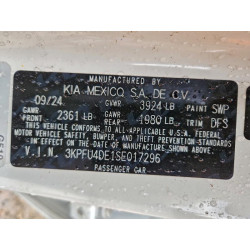 BY
KIA MEXICO S.A. DE C.V.
09/24 GVWR 3924 LB PAINT SWP
GAWR GAWR
FRONT 2361 LB REAR 1980 LB TRIM DFS
THIS VEHICLE CONFORMS TO ALL APPLICABLE U.S.A. FEDERAL
MOTOR VEHICLE SAFETY, BUMPER, AND THEFT PREVENTION STANDARDS
IN EFFECT ON THE DATE OF MANUFACTURE SHOWN ABOVE.
V.I.N. 3KPFU4DE1SE017296
PASSENGER CAR